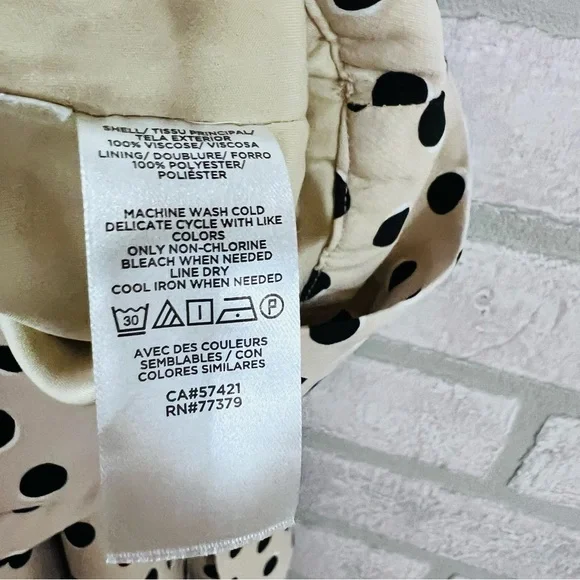 SHELL/ TISSU PRINCIPAL/
TELA EXTERIOR
100% VISCOSE/ VISCOSA
LINING/ DOUBLURE/ FORRO
100% POLYESTER/
POLIÉSTER
MACHINE WASH COLD
DELICATE CYCLE WITH LIKE
COLORS
ONLY NON-CHLORINE
BLEACH WHEN NEEDED
LINE DRY
COOL IRON WHEN NEEDED
30 P
AVEC DES COULEURS
SEMBLABLES / CON
COLORES SIMILARES
CA#57421
RN#77379